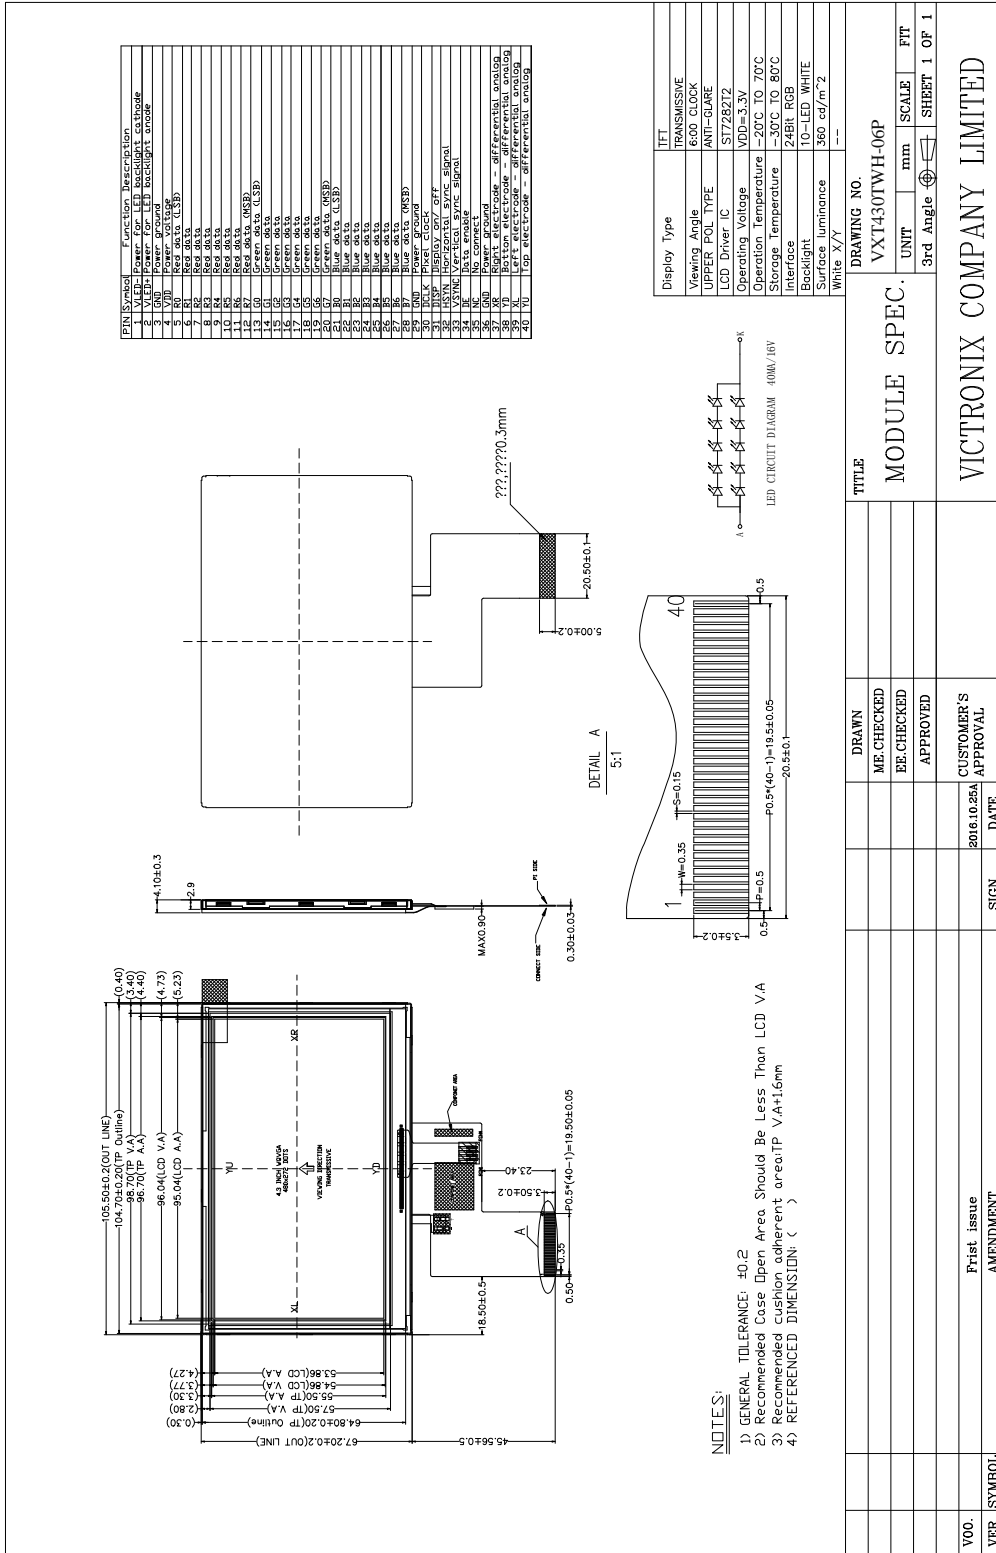 PIN Symbol Function Description
1 VLED- Power for LED backlight cathode
2 VLED+ Power for LED backlight anode
3 GND Power ground
4 VDD Power voltage
5 R0 Red data (LSB)
6 R1 Red data
7 R2 Red data
8 R3 Red data
9 R4 Red data
10 R5 Red data
11 R6 Red data
12 R7 Red data (MSB)
13 G0 Green data (LSB)
14 G1 Green data
15 G2 Green data
16 G3 Green data
17 G4 Green data
18 G5 Green data
19 G6 Green data
20 G7 Green data (MSB)
21 B0 Blue data (LSB)
22 B1 Blue data
23 B2 Blue data
24 B3 Blue data
25 B4 Blue data
26 B5 Blue data
27 B6 Blue data
28 B7 Blue data (MSB)
29 GND Power ground
30 DCLK Pixel clock
31 DISP Display on/ off
32 HSYN Horizontal sync signal
33 VSYNC Vertical sync signal
34 DE Data enable
35 NC No connect
36 GND Power ground
37 XR Right electrode - differential analog
38 YD Bottom electrode - differential analog
39 XL Left electrode - differential analog
40 YU Top electrode - differential analog
105.50±0.2(OUT LINE)
104.70±0.20(TP Outline)
98.70(TP V.A)
96.70(TP A.A)
96.04(LCD V.A)
95.04(LCD A.A)
(0.40)
(3.40)
(4.40)
(4.73)
(5.23)
67.20±0.2(OUT LINE)
64.80±0.20(TP Outline)
57.50(TP V.A)
55.50(TP A.A)
54.86(LCD V.A)
53.86(LCD A.A)
(0.30)
(2.80)
(3.30)
(3.77)
(4.27)
45.56±0.5
YU
XL
XR
YD
4.3 INCH WQVGA
480x272 DOTS
VIEWING DIRECTION
TRANSMISSIVE
COMPONET AREA
18.50±0.5
A
0.50
0.35
3.50±0.2
23.40
P0.5*(40-1)=19.50±0.05
4.10±0.3
2.9
MAX0.90
CONNECT SIDE
PI SIDE
0.30±0.03
???,????0.3mm
20.50±0.1
5.00±0.2
DETAIL A
5:1
1
40
W=0.35
S=0.15
3.5±0.2
0.5
P=0.5
P0.5*(40-1)=19.5±0.05
20.5±0.1
0.5
A
K
LED CIRCUIT DIAGRAM 40MA/16V
Display Type TFT
TRANSMISSIVE
Viewing Angle 6:00 CLOCK
UPPER POL TYPE ANTI-GLARE
LCD Driver IC ST7282T2
Operating Voltage VDD=3.3V
Operation Temperature -20°C TO 70°C
Storage Temperature -30°C TO 80°C
Interface 24Bit RGB
Backlight 10-LED WHITE
Surface luminance 360 cd/m^2
White X/Y --
NOTES:
1) GENERAL TOLERANCE: ±0.2
2) Recommended Case Open Area Should Be Less Than LCD V.A
3) Recommended cushion adherent area:TP V.A+1.6mm
4) REFERENCED DIMENSION: ( )
DRAWN
ME.CHECKED
EE.CHECKED
APPROVED
CUSTOMER'S
APPROVAL
TITLE
MODULE SPEC.
DRAWING NO.
VXT430TWH-06P
UNIT mm SCALE FIT
3rd Angle SHEET 1 OF 1
VICTRONIX COMPANY LIMITED
V00. Frist issue 2016.10.25A
VER SYMBOL AMENDMENT SIGN DATE